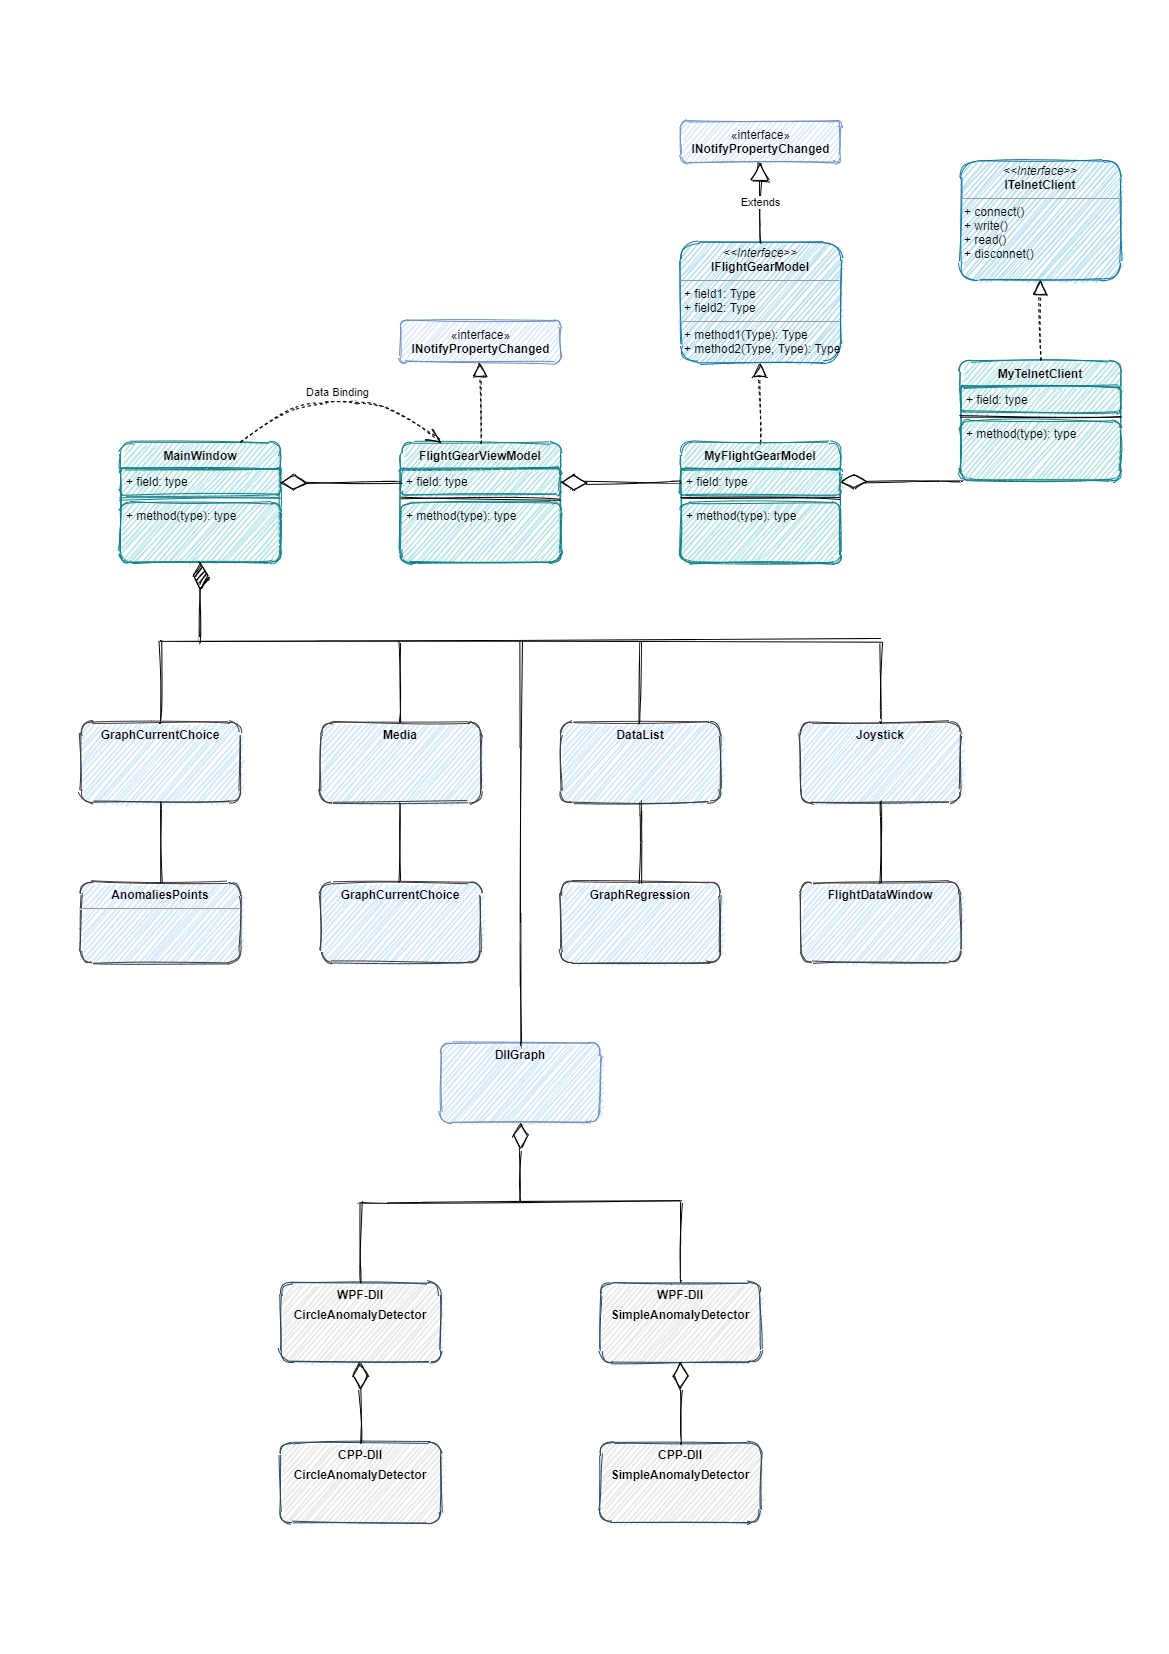 «interface»
INotifyPropertyChanged
<<Interface>>
ITelnetClient
+ connect()
+ write()
+ read()
+ disconnet()
Extends
<<Interface>>
IFlightGearModel
+ field1: Type
+ field2: Type
+ method1(Type): Type
+ method2(Type, Type): Type
«interface»
INotifyPropertyChanged
MyTelnetClient
+ field: type
+ method(type): type
Data Binding
MainWindow
+ field: type
+ method(type): type
FlightGearViewModel
+ field: type
+ method(type): type
MyFlightGearModel
+ field: type
+ method(type): type
GraphCurrentChoice
Media
DataList
Joystick
AnomaliesPoints
GraphCurrentChoice
GraphRegression
FlightDataWindow
DllGraph
WPF-Dll
CircleAnomalyDetector
WPF-Dll
SimpleAnomalyDetector
CPP-Dll
CircleAnomalyDetector
CPP-Dll
SimpleAnomalyDetector